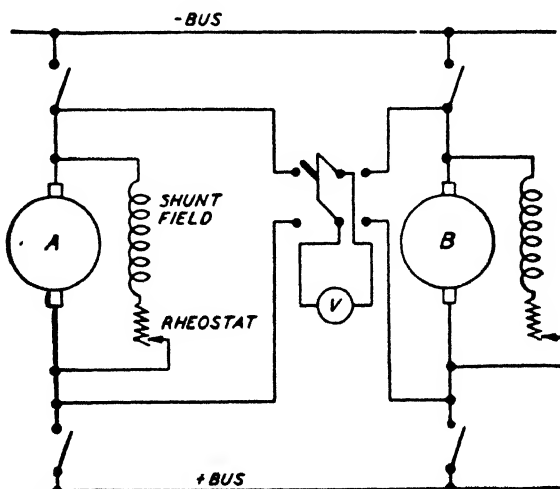 -BUS
A
SHUNT
FIELD
RHEOSTAT
V
B
+BUS